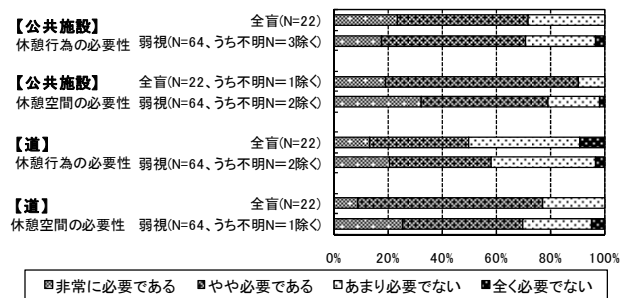 【公共施設】 全盲(N=22)
休憩行為の必要性 弱視(N=64、うち不明N=3除く)
【公共施設】 全盲(N=22、うち不明N=1除く)
休憩空間の必要性 弱視(N=64、うち不明N=2除く)
【道】 全盲(N=22)
休憩行為の必要性 弱視(N=64、うち不明N=2除く)
【道】 全盲(N=22)
休憩空間の必要性 弱視(N=64、うち不明N=1除く)
0% 20% 40% 60% 80% 100%
非常に必要である やや必要である あまり必要でない 全く必要でない